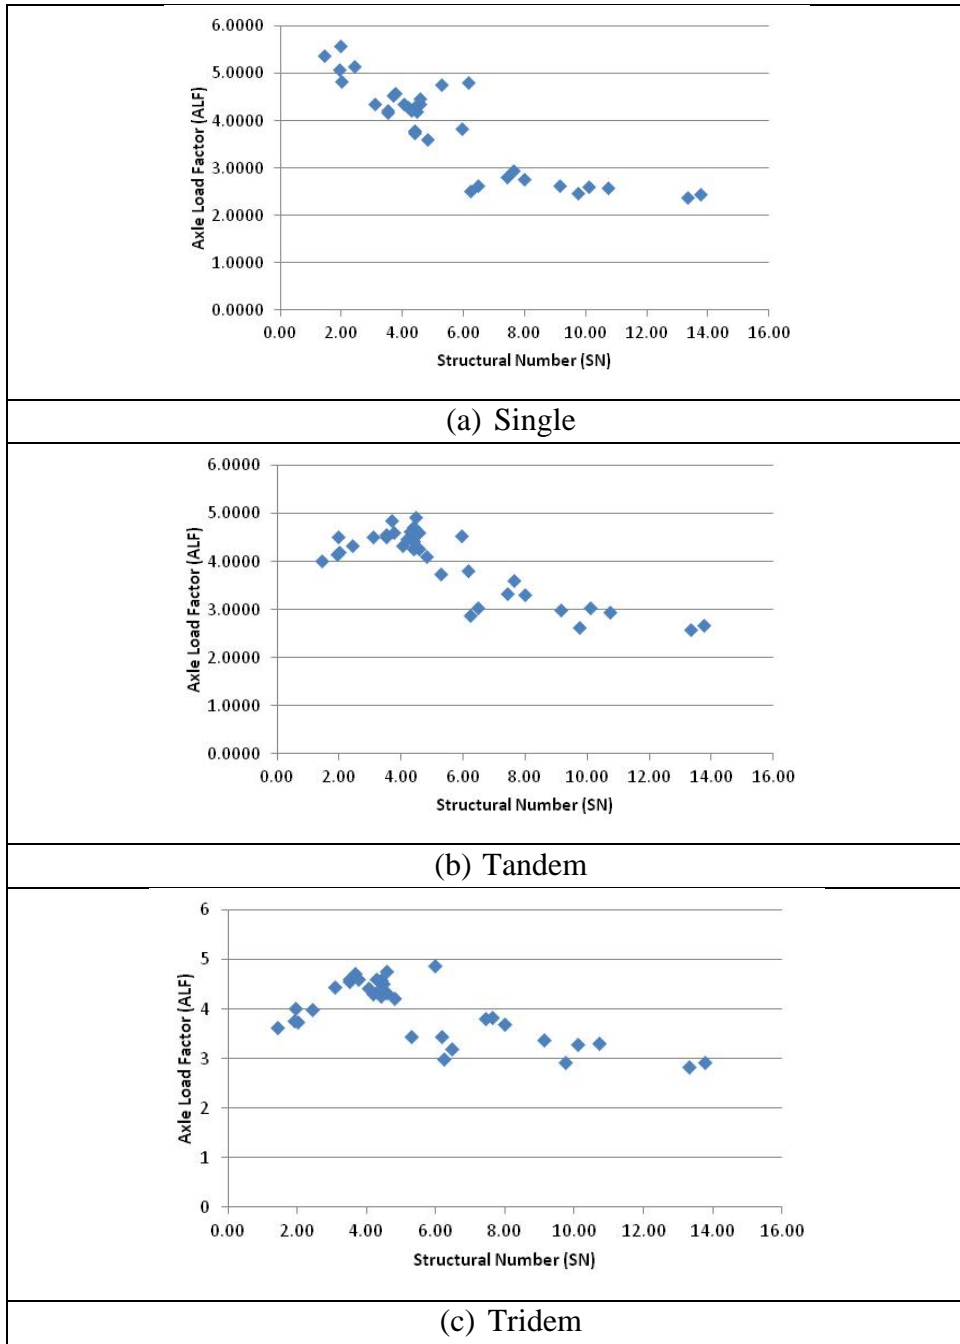 6.0000
5.0000
4.0000
3.0000
2.0000
1.0000
0.0000
Axle Load Factor (ALF)
0.00 2.00 4.00 6.00 8.00 10.00 12.00 14.00 16.00
Structural Number (SN)
(a) Single
6.0000
5.0000
4.0000
3.0000
2.0000
1.0000
0.0000
Axle Load Factor (ALF)
0.00 2.00 4.00 6.00 8.00 10.00 12.00 14.00 16.00
Structural Number (SN)
(b) Tandem
6
5
4
3
2
1
0
Axle Load Factor (ALF)
0.00 2.00 4.00 6.00 8.00 10.00 12.00 14.00 16.00
Structural Number (SN)
(c) Tridem